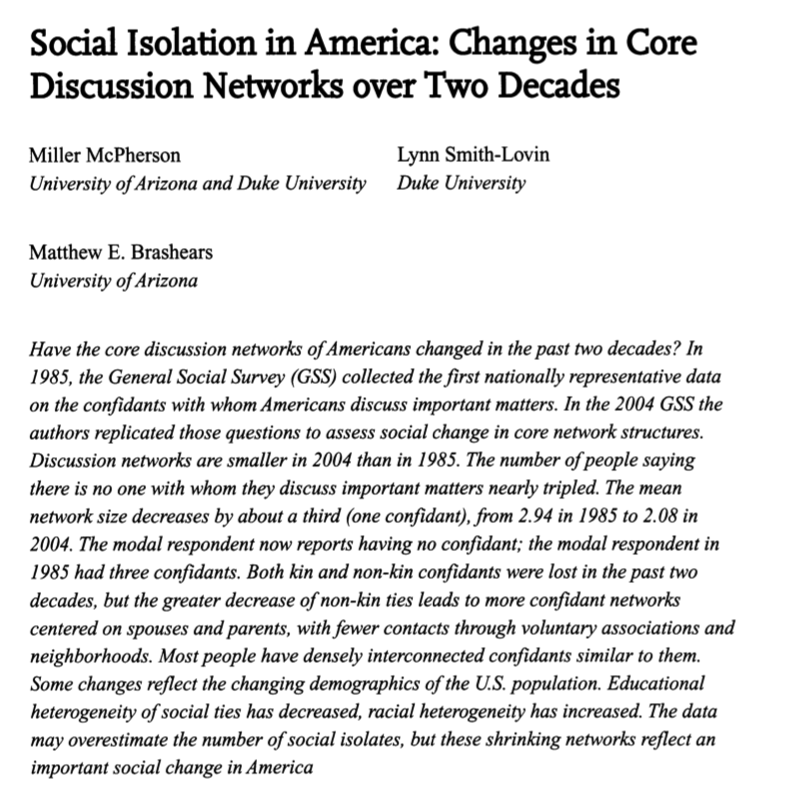 Social Isolation in America: Changes in Core
Discussion Networks over Two Decades
Miller McPherson
University of Arizona and Duke University
Lynn Smith-Lovin
Duke University
Matthew E. Brashears
University of Arizona
Have the core discussion networks of Americans changed in the past two decades? In
1985, the General Social Survey (GSS) collected the first nationally representative data
on the confidants with whom Americans discuss important matters. In the 2004 GSS the
authors replicated those questions to assess social change in core network structures.
Discussion networks are smaller in 2004 than in 1985. The number of people saying
there is no one with whom they discuss important matters nearly tripled. The mean
network size decreases by about a third (one confidant), from 2.94 in 1985 to 2.08 in
2004. The modal respondent now reports having no confidant; the modal respondent in
1985 had three confidants. Both kin and non-kin confidants were lost in the past two
decades, but the greater decrease of non-kin ties leads to more confidant networks
centered on spouses and parents, with fewer contacts through voluntary associations and
neighborhoods. Most people have densely interconnected confidants similar to them.
Some changes reflect the changing demographics of the U.S. population. Educational
heterogeneity of social ties has decreased, racial heterogeneity has increased. The data
may overestimate the number of social isolates, but these shrinking networks reflect an
important social change in America